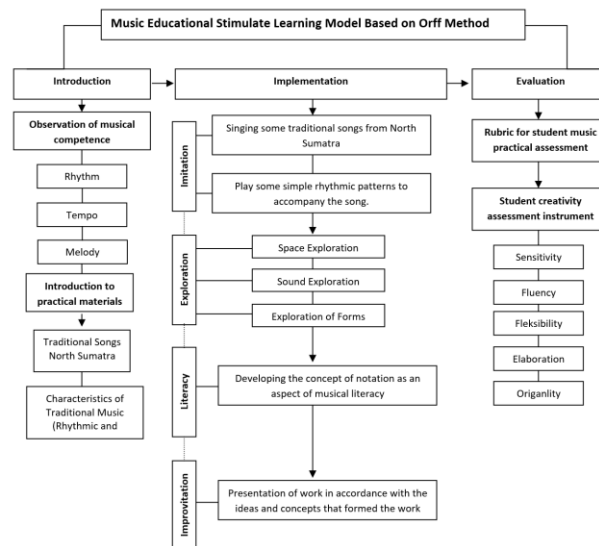 Music Educational Stimulate Learning Model Based on Orff Method
Introduction
Implementation
Evaluation
Observation of musical
competence
Rhythm
Tempo
Melody
Introduction to
practical materials
Traditional Songs
North Sumatra
Characteristics of
Traditional Music
(Rhythmic and
Imitation
Singing some traditional songs from North
Sumatra
Play some simple rhythmic patterns to
accompany the song.
Exploration
Space Exploration
Sound Exploration
Exploration of Forms
Literacy
Developing the concept of notation as an
aspect of musical literacy
Improvitation
Presentation of work in accordance with the
ideas and concepts that formed the work
Rubric for student music
practical assessment
Student creativity
assessment instrument
Sensitivity
Fluency
Fleksibility
Elaboration
Origanlity